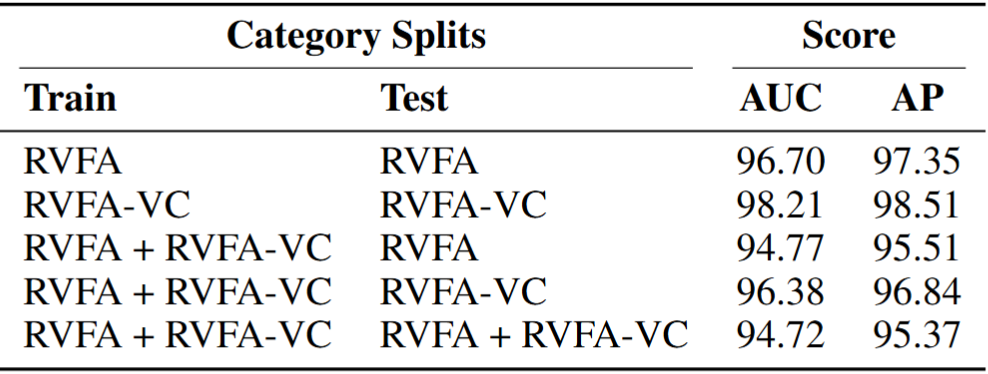 Category Splits Score
Train Test AUC AP
RVFA RVFA 96.70 97.35
RVFA-VC RVFA-VC 98.21 98.51
RVFA + RVFA-VC RVFA 94.77 95.51
RVFA + RVFA-VC RVFA-VC 96.38 96.84
RVFA + RVFA-VC RVFA + RVFA-VC 94.72 95.37